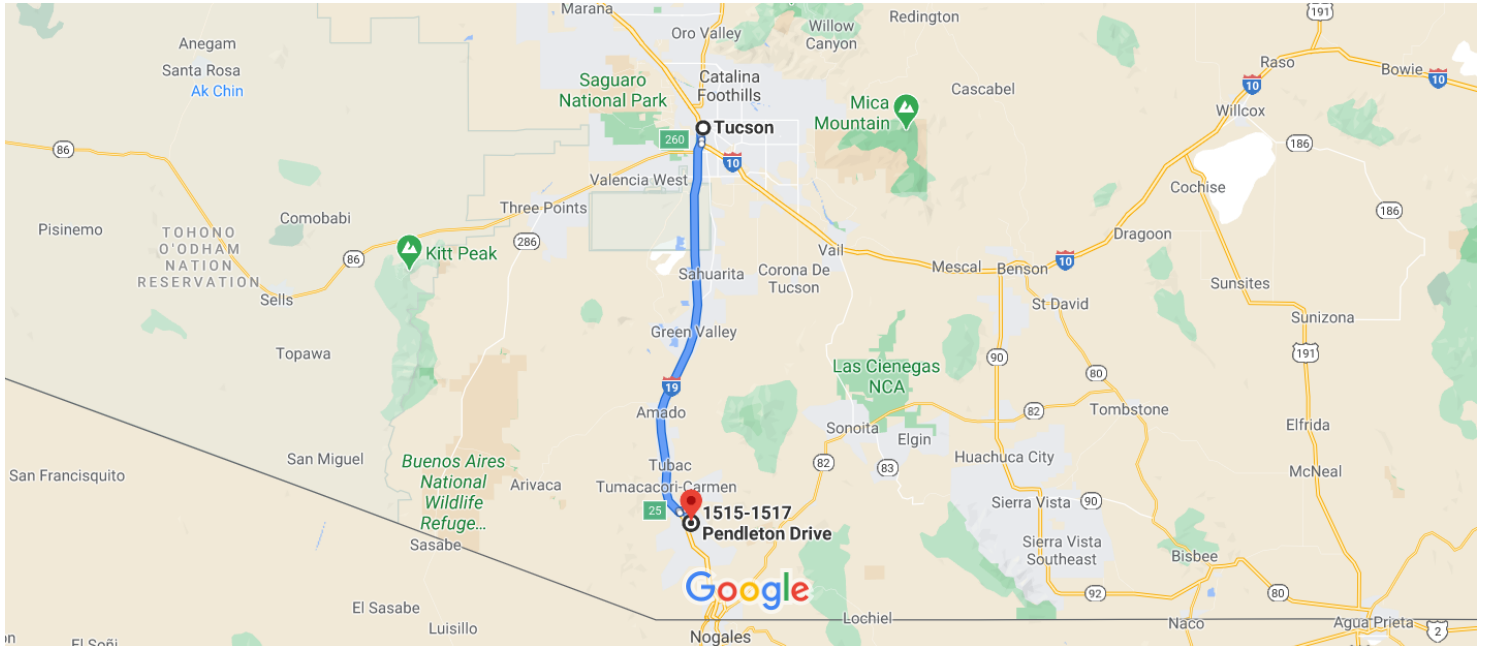 Marana
Redington
191
Oro Valley
Willow
Canyon
Anegam
Santa Rosa
Ak Chin
Saguaro
National Park
Catalina
Foothills
Raso
Bowie
10
10
Cascabel
Mica
Mountain
Willcox
Tucson
260
86
10
186
Valencia West
Three Points
Cochise
Comobabi
Pisinemo
TOHONO
O'ODHAM
NATION
RESERVATION
286
186
Dragoon
Kitt Peak
86
Vail
Mescal
Benson
10
Sahuarita
Corona De
Tucson
Sells
Sunsites
St David
Green Valley
Sunizona
Topawa
90
191
Las Cienegas
NCA
80
19
Amado
82
Tombstone
Sonoita
Elgin
Elfrida
San Miguel
Buenos Aires
National
Wildlife
Refuge...
Huachuca City
82
83
McNeal
San Francisquito
Arivaca
Tubac
Tumacacori-Carmen
Sierra Vista
90
25
1515-1517
Pendleton Drive
Sasabe
Sierra Vista
Southeast
Bisbee
Google
92
80
El Sasabe
Lochiel
Naco
Agua Prieta
2
Luisillo
Nogales
El Soñi